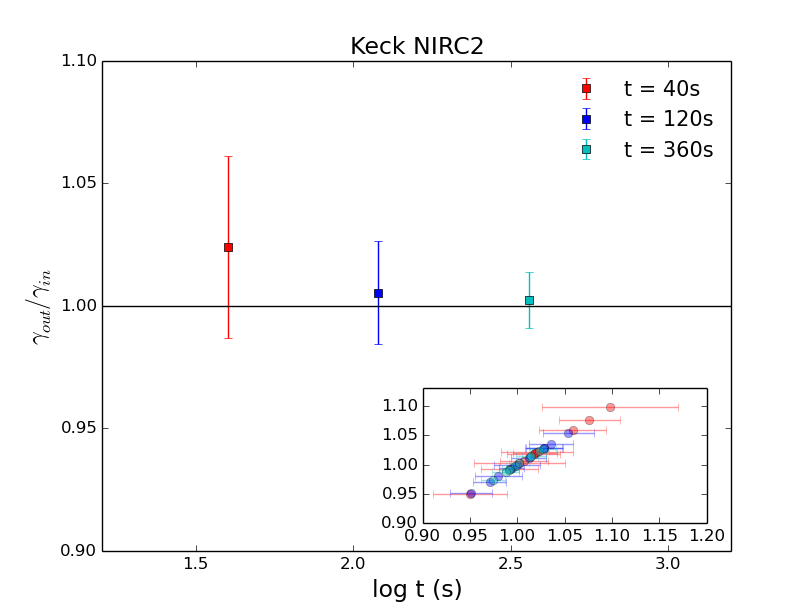 Keck NIRC2
1.10
1.05
1.00
0.95
0.90
γout/γin
t = 40s
t = 120s
t = 360s
1.10
1.05
1.00
0.95
0.90
0.90 0.95 1.00 1.05 1.10 1.15 1.20
1.5 2.0 2.5 3.0
log t (s)